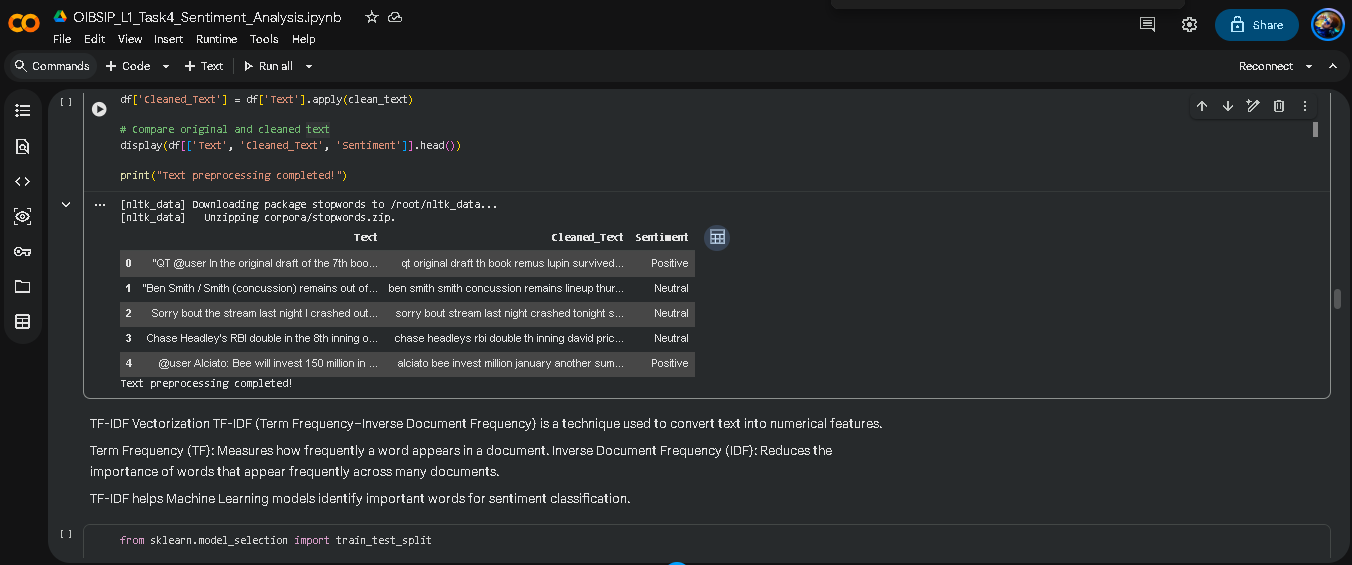 OIBSIP_L1_Task4_Sentiment_Analysis.ipynb
File Edit View Insert Runtime Tools Help
Share
Commands + Code + Text Run all
Reconnect
[ ]
df['Cleaned_Text'] = df['Text'].apply(clean_text)
# Compare original and cleaned text
display(df[['Text', 'Cleaned_Text', 'Sentiment']].head())
print("Text preprocessing completed!")
[nltk_data] Downloading package stopwords to /root/nltk_data...
[nltk_data]   Unzipping corpora/stopwords.zip.
Text Cleaned_Text Sentiment
0 "QT @user In the original draft of the 7th boo... qt original draft th book remus lupin survived... Positive
1 "Ben Smith / Smith (concussion) remains out of... ben smith smith concussion remains lineup thur... Neutral
2 Sorry bout the stream last night I crashed out... sorry bout stream last night crashed tonight s... Neutral
3 Chase Headley's RBI double in the 8th inning o... chase headleys rbi double th inning david pric... Neutral
4 @user Alciato: Bee will invest 150 million in ... alciato bee invest million january another sum... Positive
Text preprocessing completed!
TF-IDF Vectorization TF-IDF (Term Frequency–Inverse Document Frequency) is a technique used to convert text into numerical features.
Term Frequency (TF): Measures how frequently a word appears in a document. Inverse Document Frequency (IDF): Reduces the
importance of words that appear frequently across many documents.
TF-IDF helps Machine Learning models identify important words for sentiment classification.
[ ]
from sklearn.model_selection import train_test_split